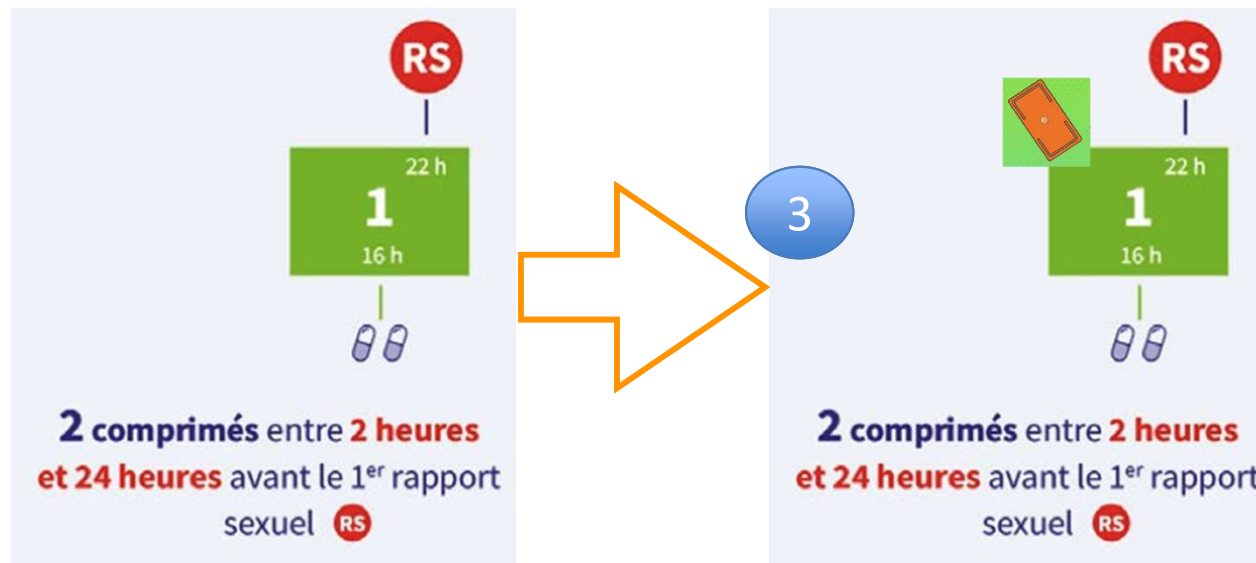 RS
22 h
1
16 h
2 comprimés entre 2 heures
et 24 heures avant le 1er rapport
sexuel RS
3
RS
22 h
1
16 h
2 comprimés entre 2 heures
et 24 heures avant le 1er rapport
sexuel RS